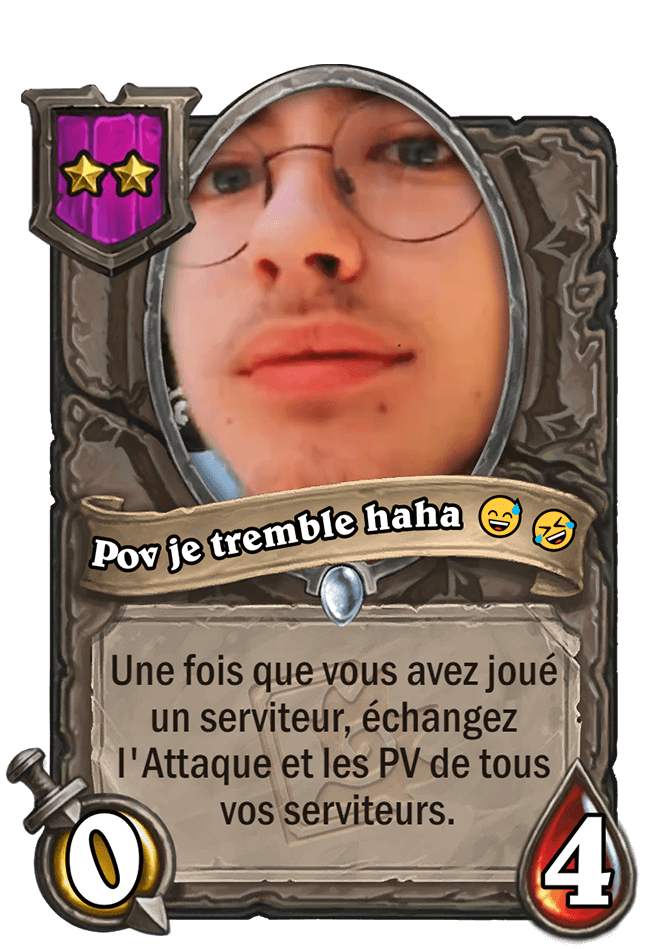 Pov je tremble haha 😅 🤣
Une fois que vous avez joué
un serviteur, échangez
l'Attaque et les PV de tous
vos serviteurs.
0
4